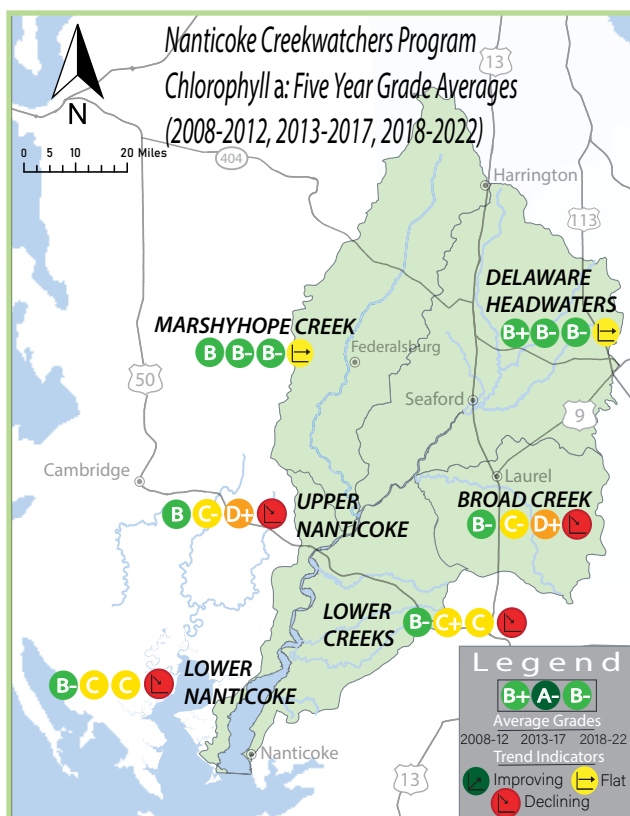 Nanticoke Creekwatchers Program
Chlorophyll a: Five Year Grade Averages
(2008-2012, 2013-2017, 2018-2022)
N
0 5 10 20 Miles
13
404
Harrington
113
DELAWARE
HEADWATERS
B+ B- B-
MARSHYHOPE CREEK
B B- B-
Federalsburg
50
Seaford
9
Cambridge
Laurel
UPPER
NANTICOKE
B C- D+
BROAD CREEK
B- C- D+
LOWER
CREEKS
B- C+ C
LOWER
NANTICOKE
B- C C
Nanticoke
13
Legend
B+ A- B-
Average Grades
2008-12 2013-17 2018-22
Trend Indicators
Improving Flat
Declining